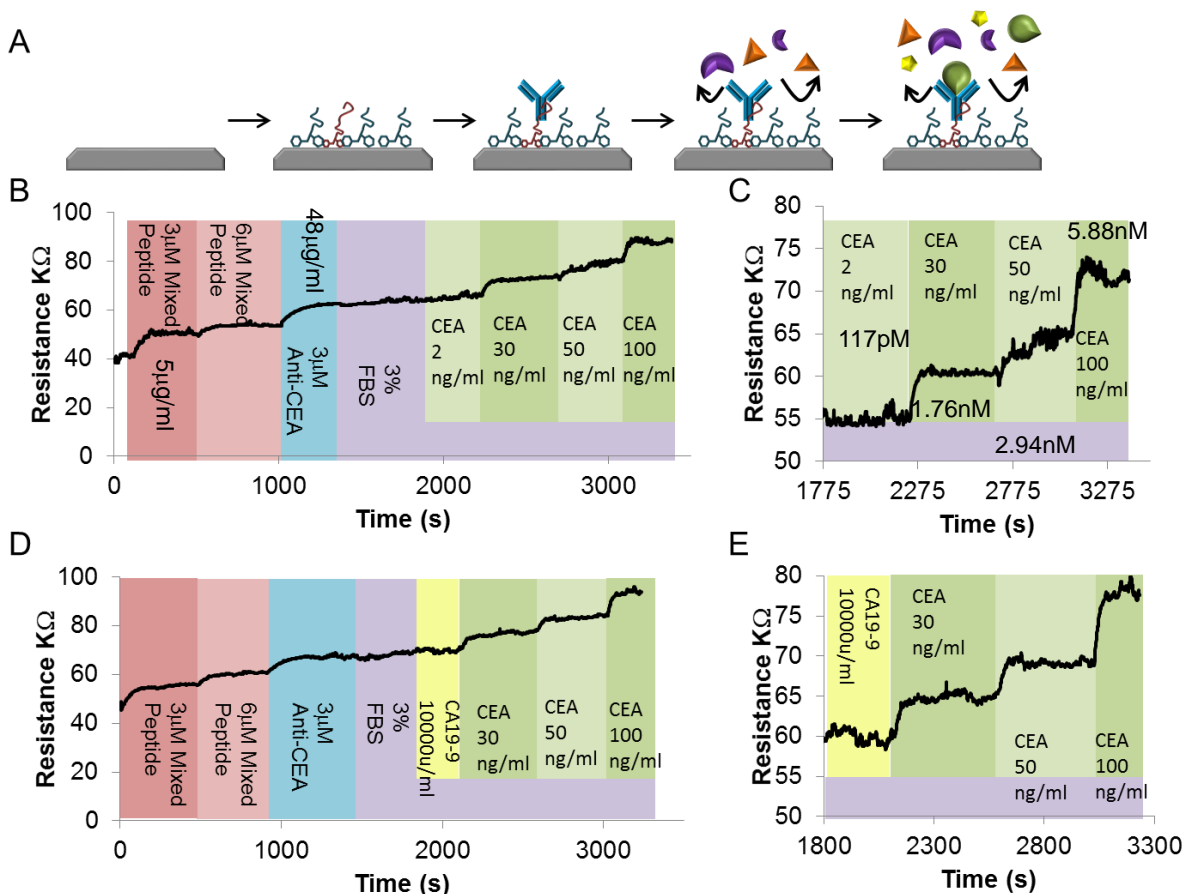 A
B
Resistance KΩ
100
80
60
40
20
0
3µM Mixed
Peptide
5µg/ml
6µM Mixed
Peptide
48µg/ml
3µM
Anti-CEA
3%
FBS
CEA
2
ng/ml
CEA
30
ng/ml
CEA
50
ng/ml
CEA
100
ng/ml
0
1000
2000
3000
Time (s)
C
Resistance KΩ
80
75
70
65
60
55
50
CEA
2
ng/ml
117pM
CEA
30
ng/ml
1.76nM
CEA
50
ng/ml
2.94nM
5.88nM
CEA
100
ng/ml
1775
2275
2775
3275
Time (s)
D
Resistance KΩ
100
80
60
40
20
0
3µM Mixed
Peptide
6µM Mixed
Peptide
3µM
Anti-CEA
3%
FBS
CA19-9
10000u/ml
CEA
30
ng/ml
CEA
50
ng/ml
CEA
100
ng/ml
0
1000
2000
3000
Time (s)
E
Resistance KΩ
80
75
70
65
60
55
50
CA19-9
10000u/ml
CEA
30
ng/ml
CEA
50
ng/ml
CEA
100
ng/ml
1800
2300
2800
3300
Time (s)